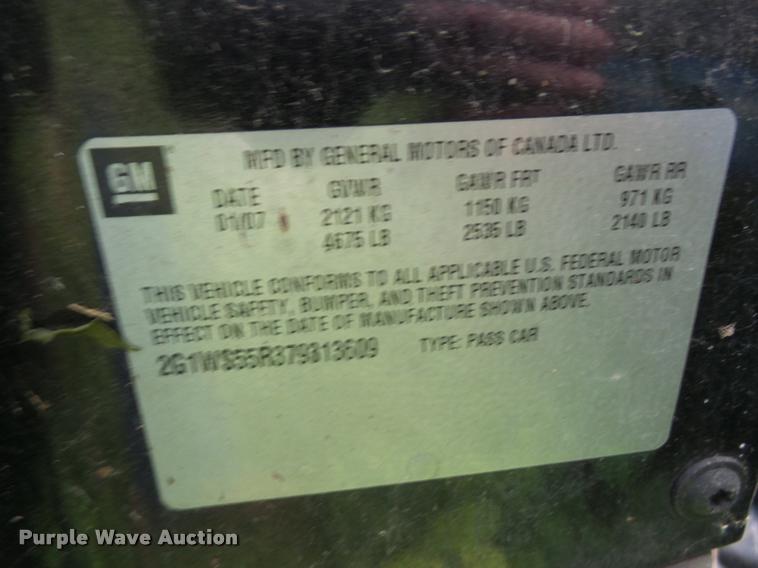 GM
MFD BY GENERAL MOTORS OF CANADA LTD.
DATE GVWR GAWR FRT GAWR RR
01/07 2121 KG 1150 KG 971 KG
4675 LB 2535 LB 2140 LB
THIS VEHICLE CONFORMS TO ALL APPLICABLE U.S. FEDERAL MOTOR
VEHICLE SAFETY, BUMPER, AND THEFT PREVENTION STANDARDS IN
EFFECT ON THE DATE OF MANUFACTURE SHOWN ABOVE.
2G1WS55R379313609 TYPE: PASS CAR
Purple Wave Auction